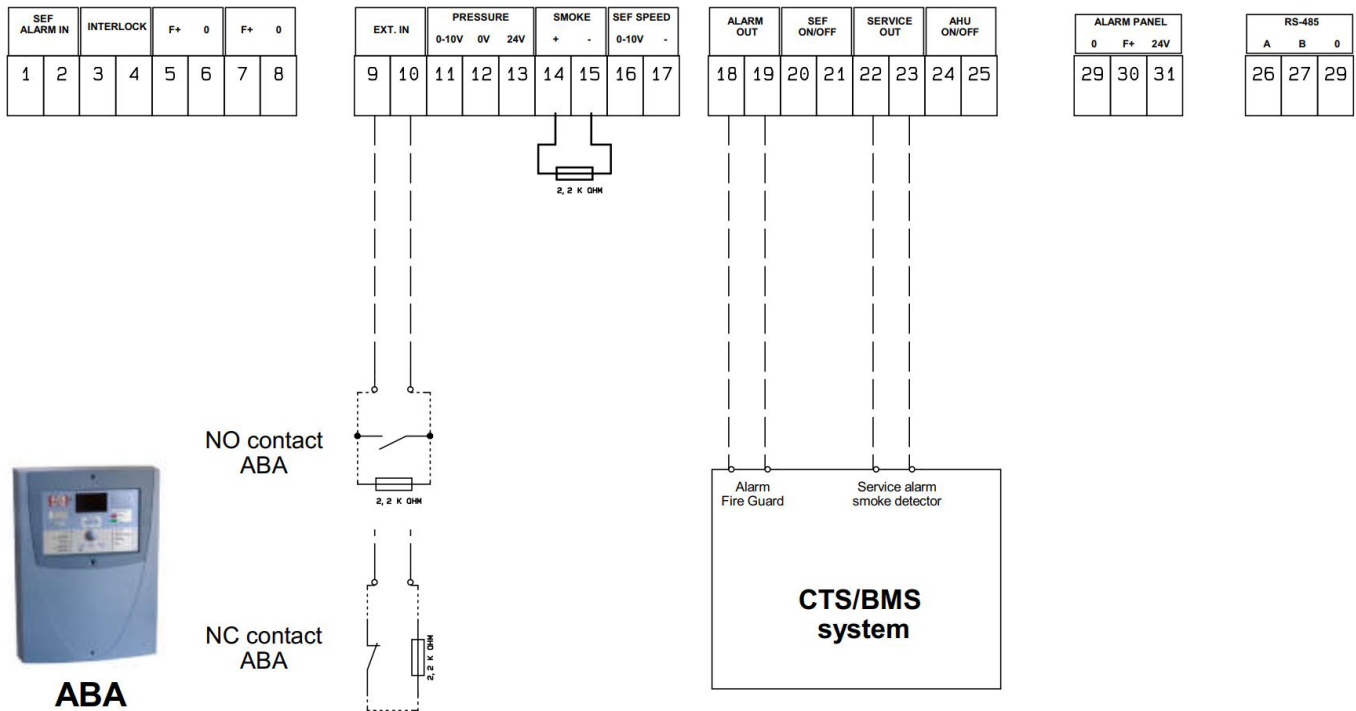 SEF
ALARM IN
INTERLOCK
F+ 0
F+ 0
1 2 3 4 5 6 7 8
EXT. IN
PRESSURE
0-10V 0V 24V
SMOKE
+ -
SEF SPEED
0-10V -
9 10 11 12 13 14 15 16 17
ALARM
OUT
SEF
ON/OFF
SERVICE
OUT
AHU
ON/OFF
18 19 20 21 22 23 24 25
ALARM PANEL
0 F+ 24V
29 30 31
RS-485
A B 0
26 27 29
2,2 K OHM
NO contact
ABA
2,2 K OHM
NC contact
ABA
2,2 K OHM
ABA
Alarm
Fire Guard
Service alarm
smoke detector
CTS/BMS
system